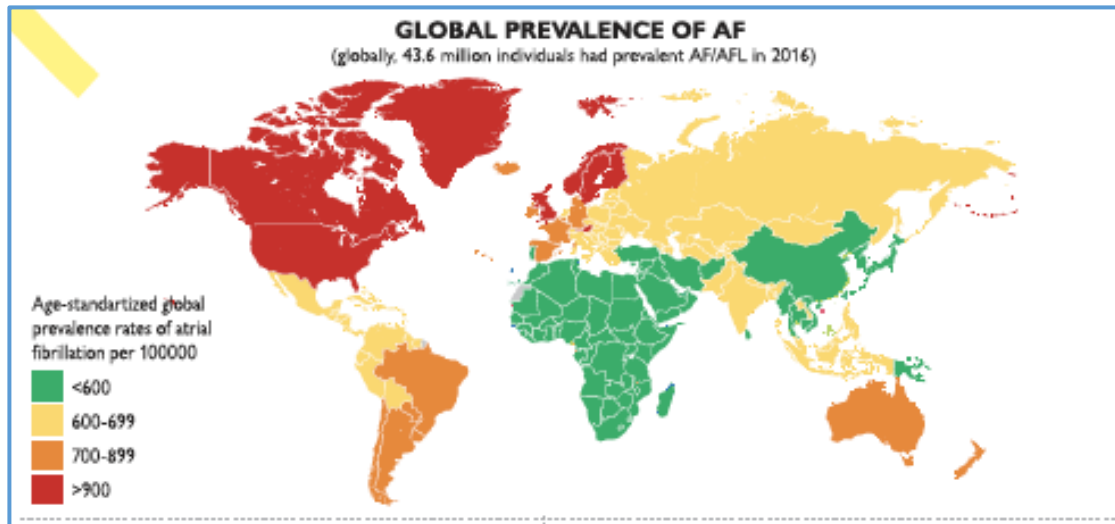 GLOBAL PREVALENCE OF AF
(globally, 43.6 million individuals had prevalent AF/AFL in 2016)
Age-standartized global
prevalence rates of atrial
fibrillation per 100000
<600
600-699
700-899
>900